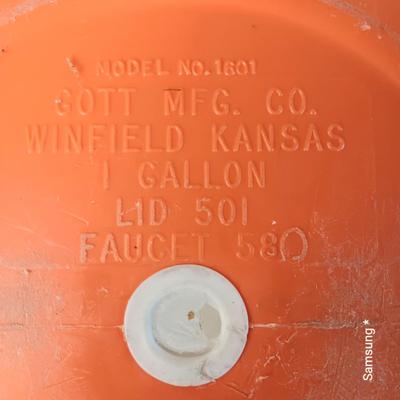 MODEL NO. 1601
GOTT MFG. CO.
WINFIELD KANSAS
1 GALLON
LID 501
FAUCET 580
Samsung*